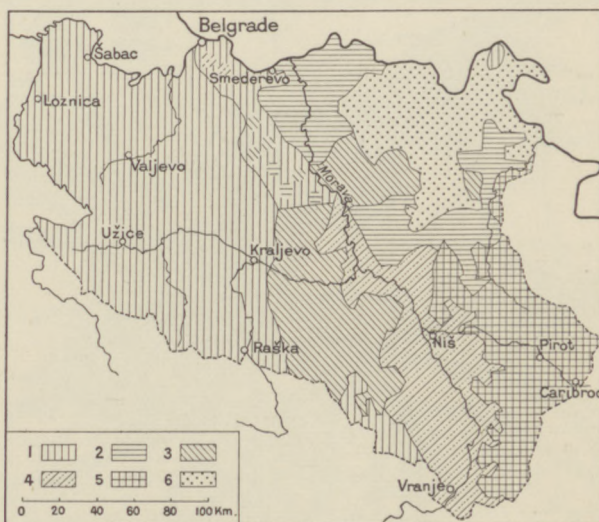 Belgrade
Šabac
Smederevo
Loznica
Valjevo
Morava
Užice
Kraljevo
Raška
Niš
Pirot
Caribrod
Vranje
1 2 3
4 5 6
0 20 40 60 80 100 Km.